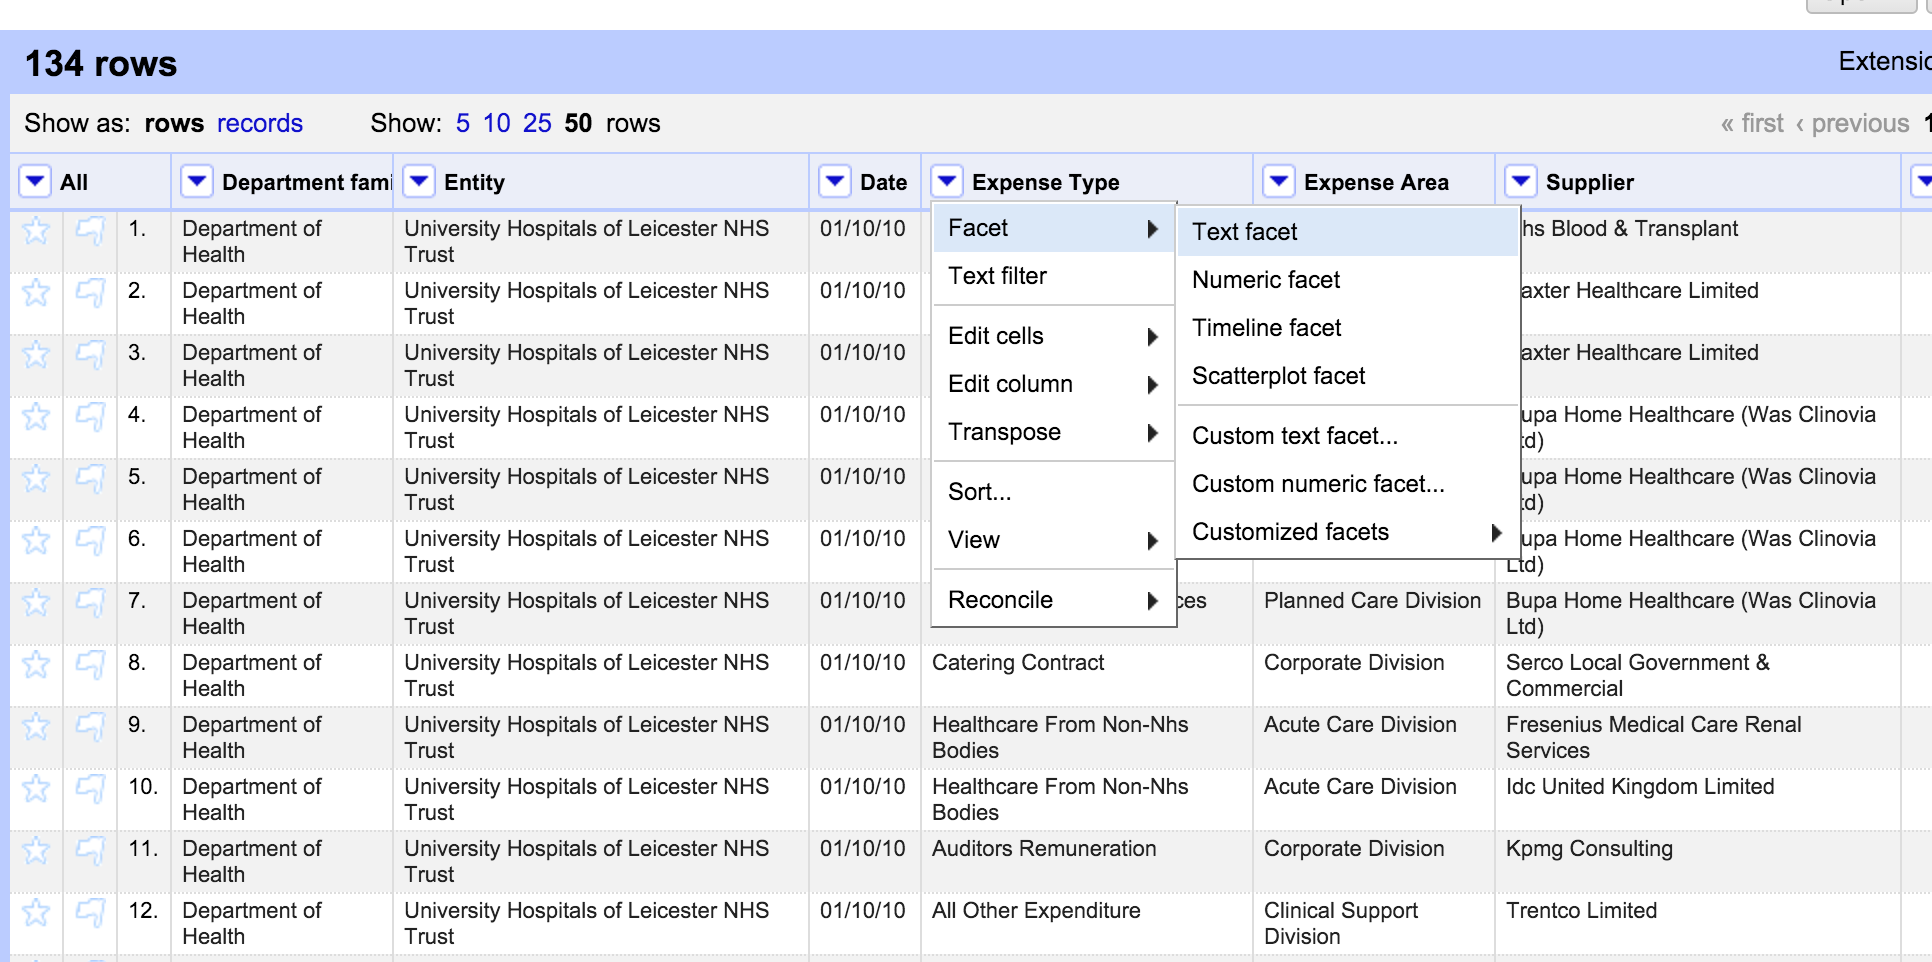 134 rows
Extensio
Show as: rows records Show: 5 10 25 50 rows « first ‹ previous 1
All Department fami Entity Date Expense Type Expense Area Supplier
1. Department of Health University Hospitals of Leicester NHS Trust 01/10/10 hs Blood & Transplant
2. Department of Health University Hospitals of Leicester NHS Trust 01/10/10 axter Healthcare Limited
3. Department of Health University Hospitals of Leicester NHS Trust 01/10/10 axter Healthcare Limited
4. Department of Health University Hospitals of Leicester NHS Trust 01/10/10 upa Home Healthcare (Was Clinovia td)
5. Department of Health University Hospitals of Leicester NHS Trust 01/10/10 upa Home Healthcare (Was Clinovia td)
6. Department of Health University Hospitals of Leicester NHS Trust 01/10/10 upa Home Healthcare (Was Clinovia Ltd)
7. Department of Health University Hospitals of Leicester NHS Trust 01/10/10 ces Planned Care Division Bupa Home Healthcare (Was Clinovia Ltd)
8. Department of Health University Hospitals of Leicester NHS Trust 01/10/10 Catering Contract Corporate Division Serco Local Government & Commercial
9. Department of Health University Hospitals of Leicester NHS Trust 01/10/10 Healthcare From Non-Nhs Bodies Acute Care Division Fresenius Medical Care Renal Services
10. Department of Health University Hospitals of Leicester NHS Trust 01/10/10 Healthcare From Non-Nhs Bodies Acute Care Division Idc United Kingdom Limited
11. Department of Health University Hospitals of Leicester NHS Trust 01/10/10 Auditors Remuneration Corporate Division Kpmg Consulting
12. Department of Health University Hospitals of Leicester NHS Trust 01/10/10 All Other Expenditure Clinical Support Division Trentco Limited
Facet
Text filter
Edit cells
Edit column
Transpose
Sort...
View
Reconcile
Text facet
Numeric facet
Timeline facet
Scatterplot facet
Custom text facet...
Custom numeric facet...
Customized facets